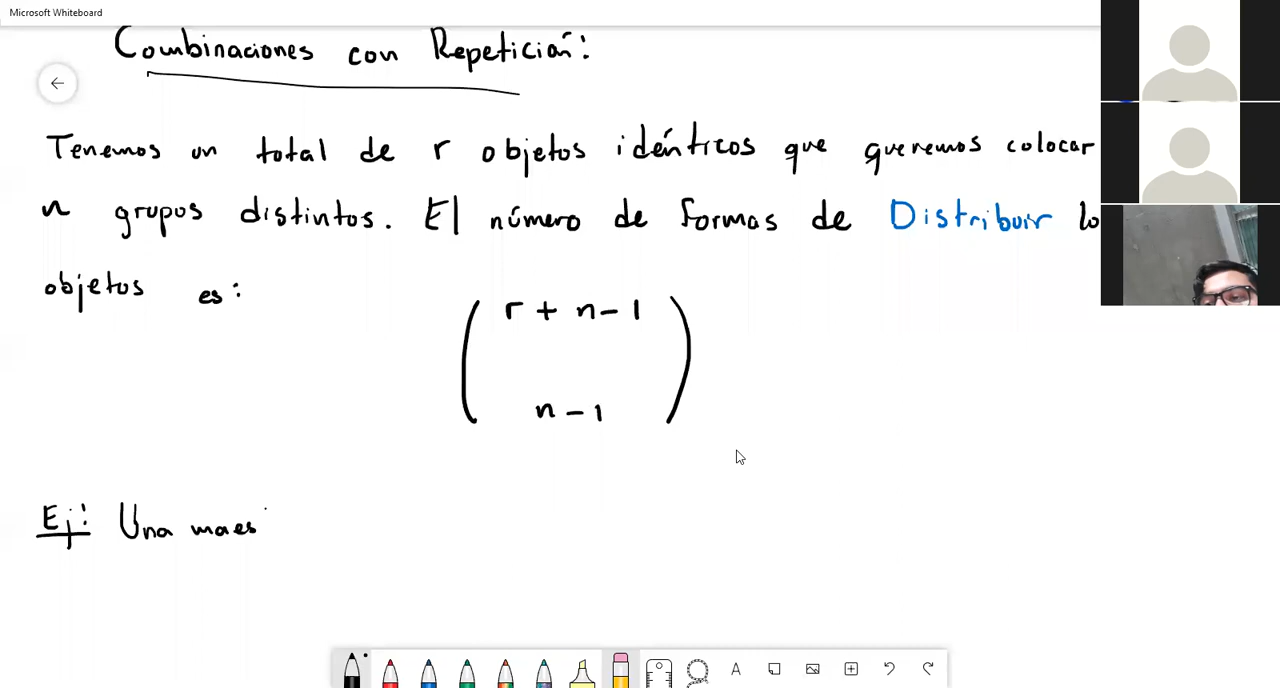 Microsoft Whiteboard
Combinaciones con Repetición:
Tenemos un total de r objetos idénticos que queremos colocar
n grupos distintos. El número de formas de Distribuir lo
objetos es:
( r + n - 1
n - 1 )
Ej: Una maes
A